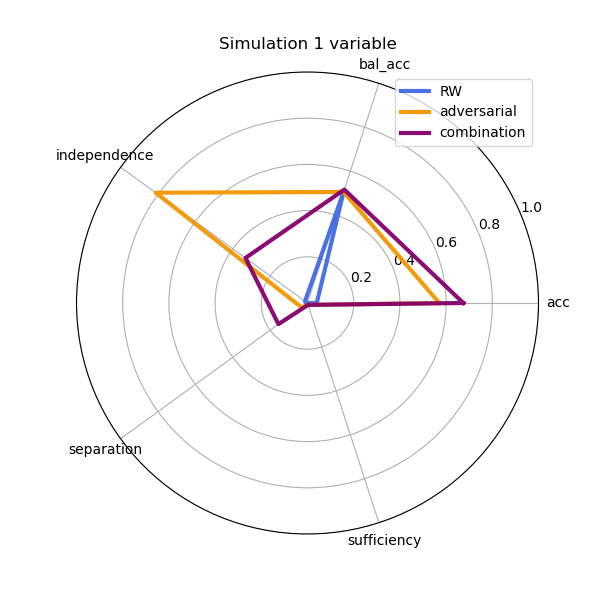 Simulation 1 variable
bal_acc
RW
adversarial
combination
independence
1.0
0.8
0.6
0.4
0.2
acc
separation
sufficiency